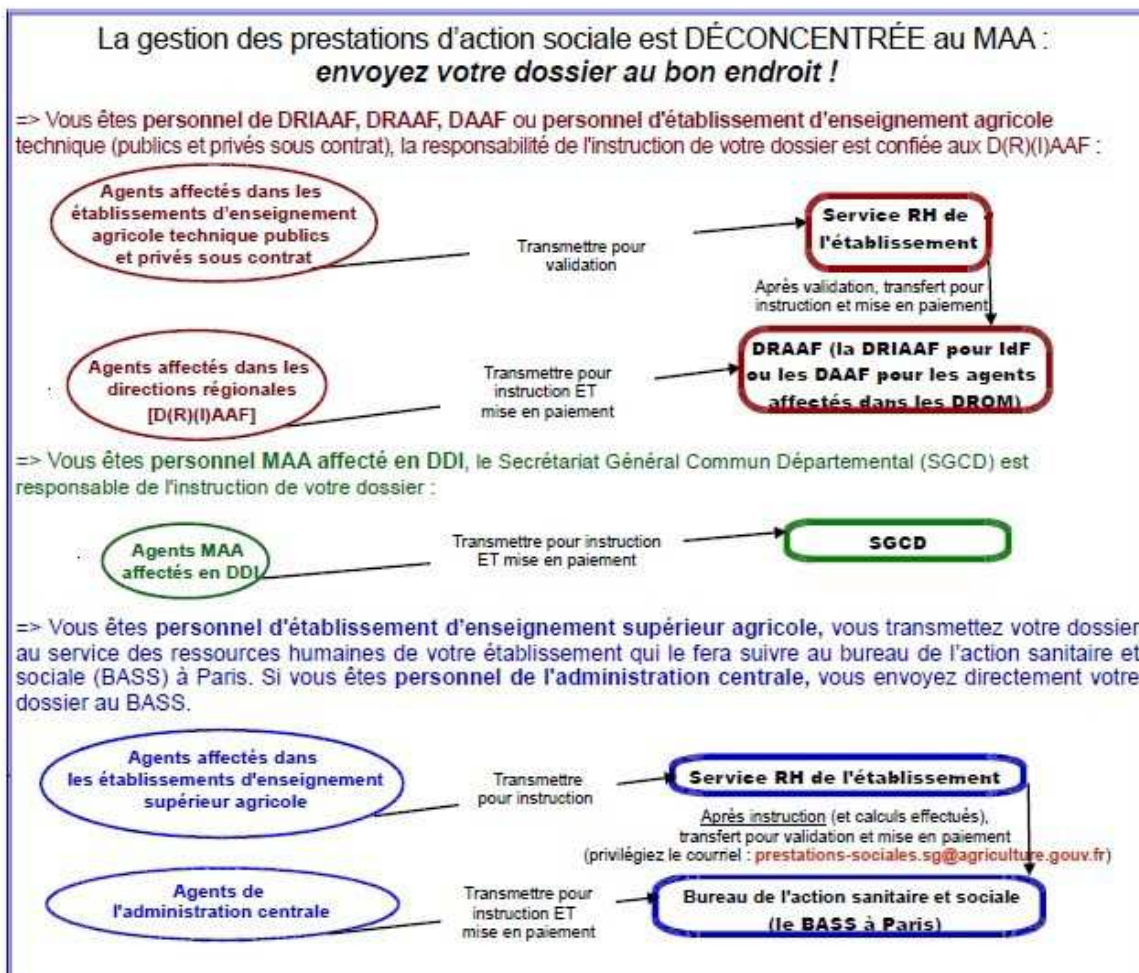 La gestion des prestations d'action sociale est DÉCONCENTRÉE au MAA :
envoyez votre dossier au bon endroit !
=> Vous êtes personnel de DRIAAF, DRAAF, DAAF ou personnel d'établissement d'enseignement agricole
technique (publics et privés sous contrat), la responsabilité de l'instruction de votre dossier est confiée aux D(R)(I)AAF :
Agents affectés dans les
établissements d'enseignement
agricole technique publics
et privés sous contrat
Transmettre pour
validation
Service RH de
l'établissement
Après validation, transfert pour
instruction et mise en paiement
Agents affectés dans les
directions régionales
[D(R)(I)AAF]
Transmettre pour
instruction ET
mise en paiement
DRAAF (la DRIAAF pour IdF
ou les DAAF pour les agents
affectés dans les DROM)
=> Vous êtes personnel MAA affecté en DDI, le Secrétariat Général Commun Départemental (SGCD) est
responsable de l'instruction de votre dossier :
Agents MAA
affectés en DDI
Transmettre pour instruction
ET mise en paiement
SGCD
=> Vous êtes personnel d'établissement d'enseignement supérieur agricole, vous transmettez votre dossier
au service des ressources humaines de votre établissement qui le fera suivre au bureau de l'action sanitaire et
sociale (BASS) à Paris. Si vous êtes personnel de l'administration centrale, vous envoyez directement votre
dossier au BASS.
Agents affectés dans
les établissements d'enseignement
supérieur agricole
Transmettre
pour instruction
Service RH de l'établissement
Après instruction (et calculs effectués),
transfert pour validation et mise en paiement
(privilégiez le courriel : prestations-sociales.sg@agriculture.gouv.fr)
Agents de
l'administration centrale
Transmettre pour
instruction ET
mise en paiement
Bureau de l'action sanitaire et sociale
(le BASS à Paris)